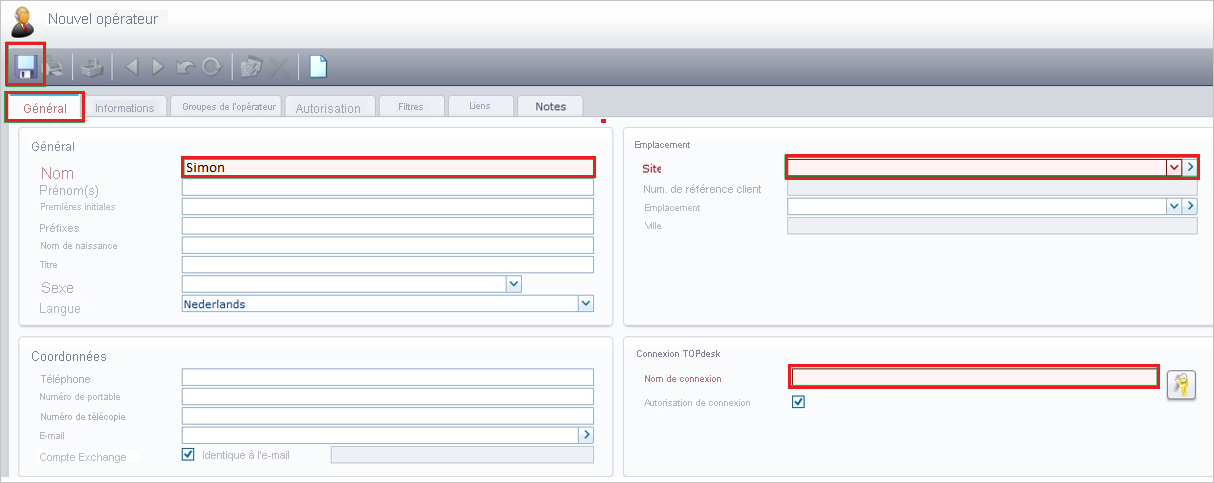 Nouvel opérateur
Général Informations Groupes de l'opérateur Autorisation Filtres Liens Notes
Général
Nom Simon
Prénom(s)
Premières initiales
Préfixes
Nom de naissance
Titre
Sexe
Langue Nederlands
Emplacement
Site
Num. de référence client
Emplacement
Ville
Coordonnées
Téléphone
Numéro de portable
Numéro de télécopie
E-mail
Compte Exchange Identique à l'e-mail
Connexion TOPdesk
Nom de connexion
Autorisation de connexion